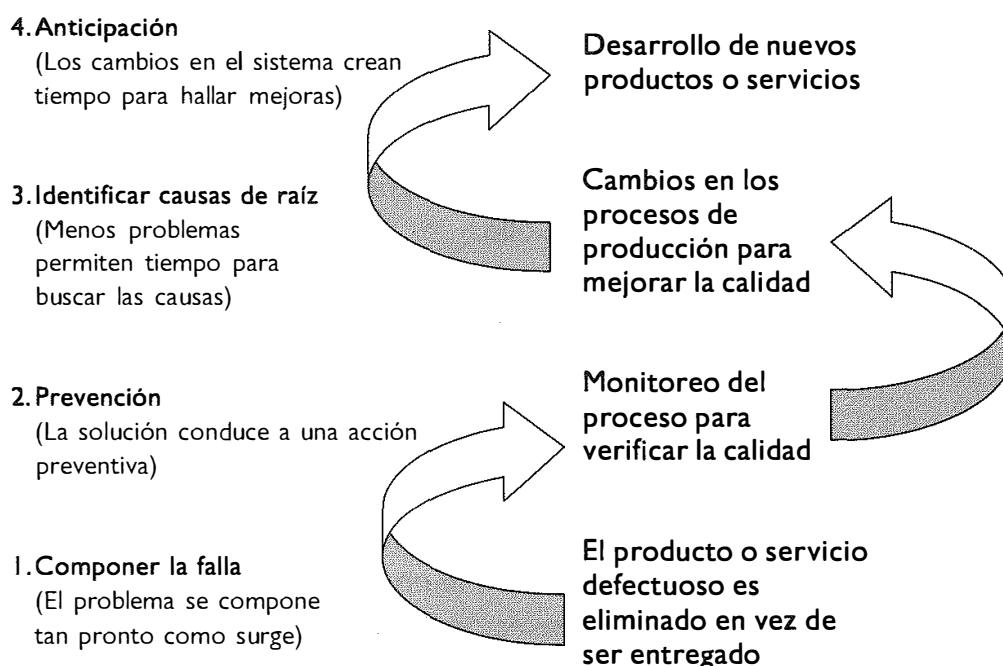 4. Anticipación
(Los cambios en el sistema crean
tiempo para hallar mejoras)
Desarrollo de nuevos
productos o servicios
3. Identificar causas de raíz
(Menos problemas
permiten tiempo para
buscar las causas)
Cambios en los
procesos de
producción para
mejorar la calidad
2. Prevención
(La solución conduce a una acción
preventiva)
Monitoreo del
proceso para
verificar la calidad
1. Componer la falla
(El problema se compone
tan pronto como surge)
El producto o servicio
defectuoso es
eliminado en vez de
ser entregado